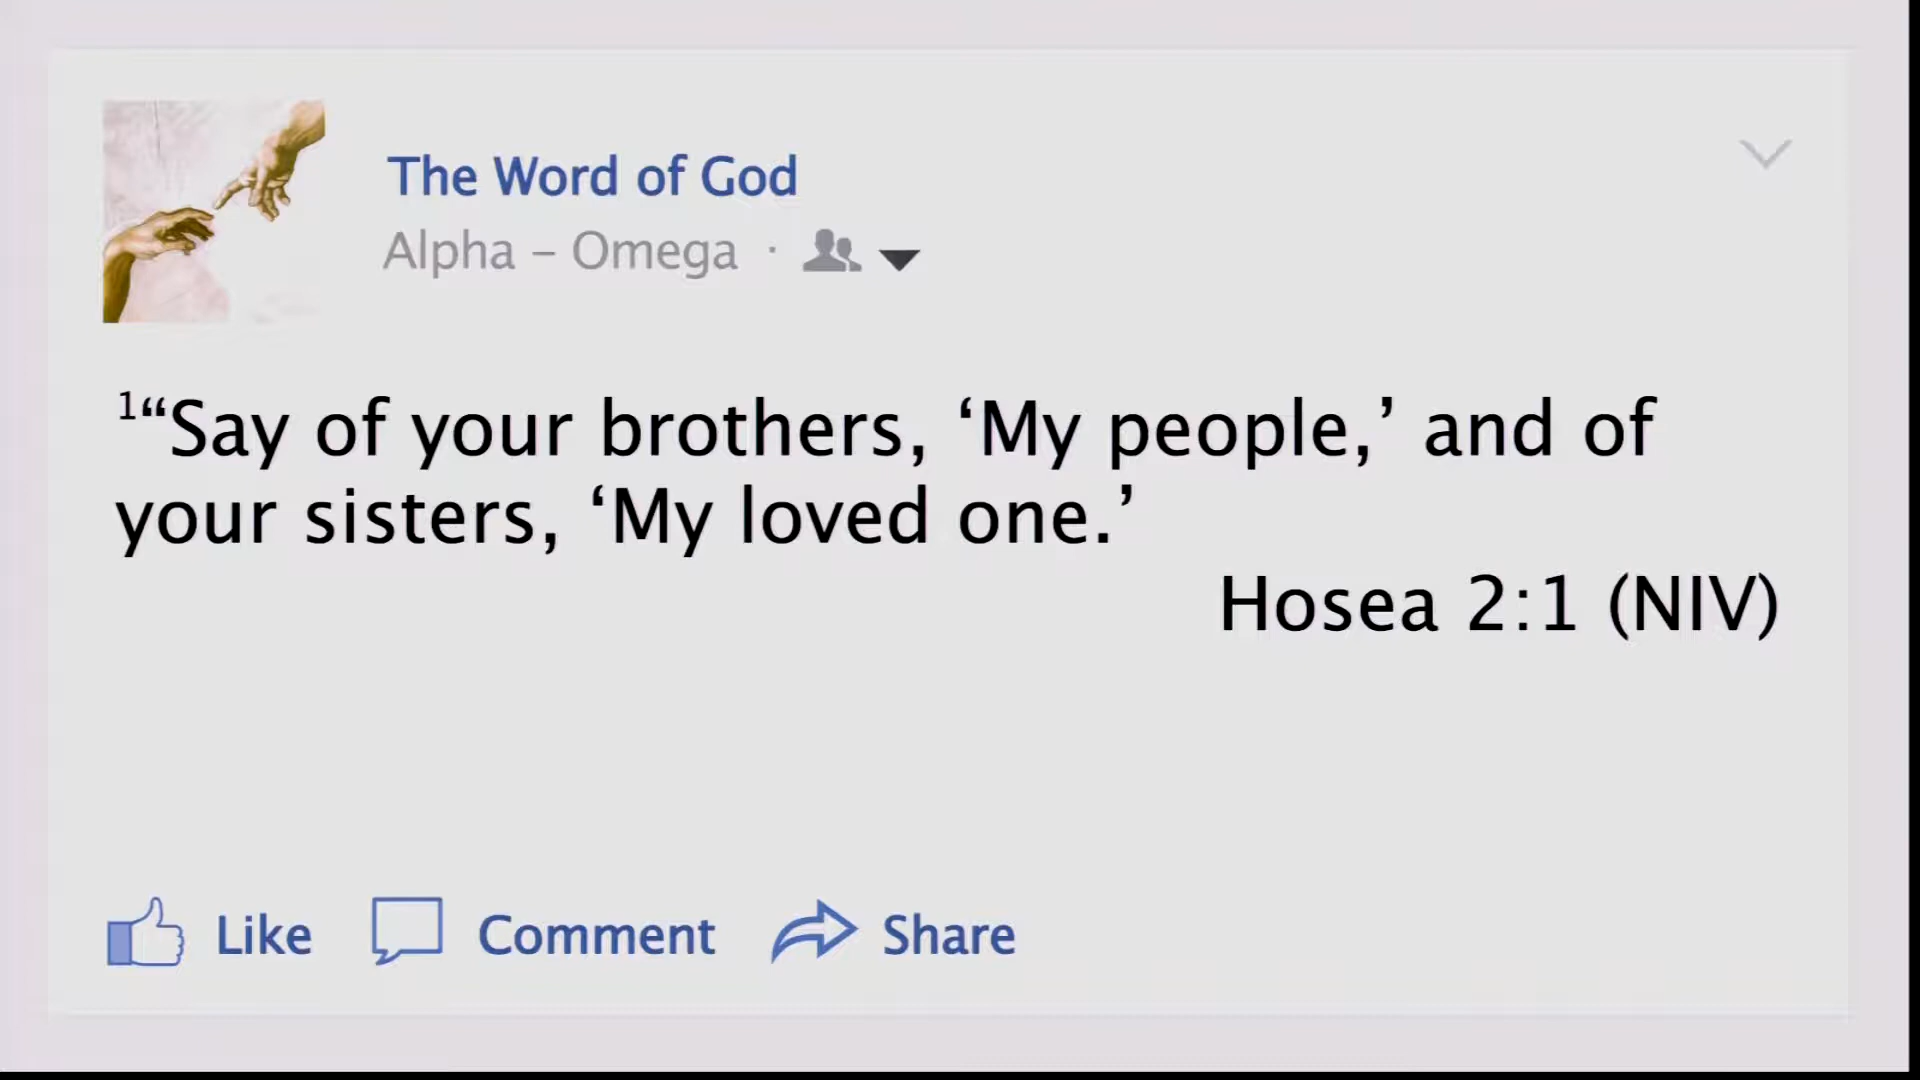 The Word of God
Alpha – Omega ·
¹“Say of your brothers, ‘My people,’ and of
your sisters, ‘My loved one.’
Hosea 2:1 (NIV)
Like Comment Share